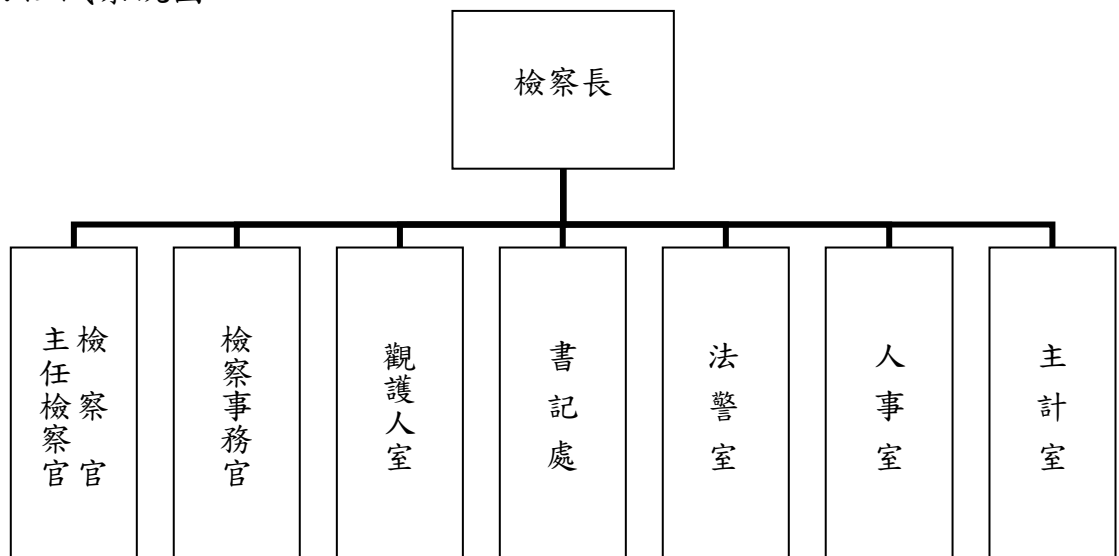 檢察長
主任檢察官
檢察官
檢察事務官
觀護人室
書記處
法警室
人事室
主計室